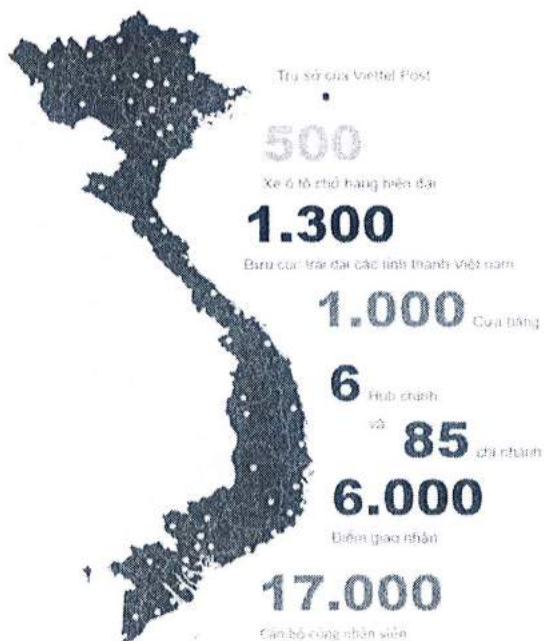 Trụ sở của Viettel Post
500
Xe ô tô chở hàng hiện đại
1.300
Bưu cục trải dài các tỉnh thành Việt nam
1.000 Cửa hàng
6 Hub chính
và
85 chi nhánh
6.000
Điểm giao nhận
17.000
Cán bộ công nhân viên